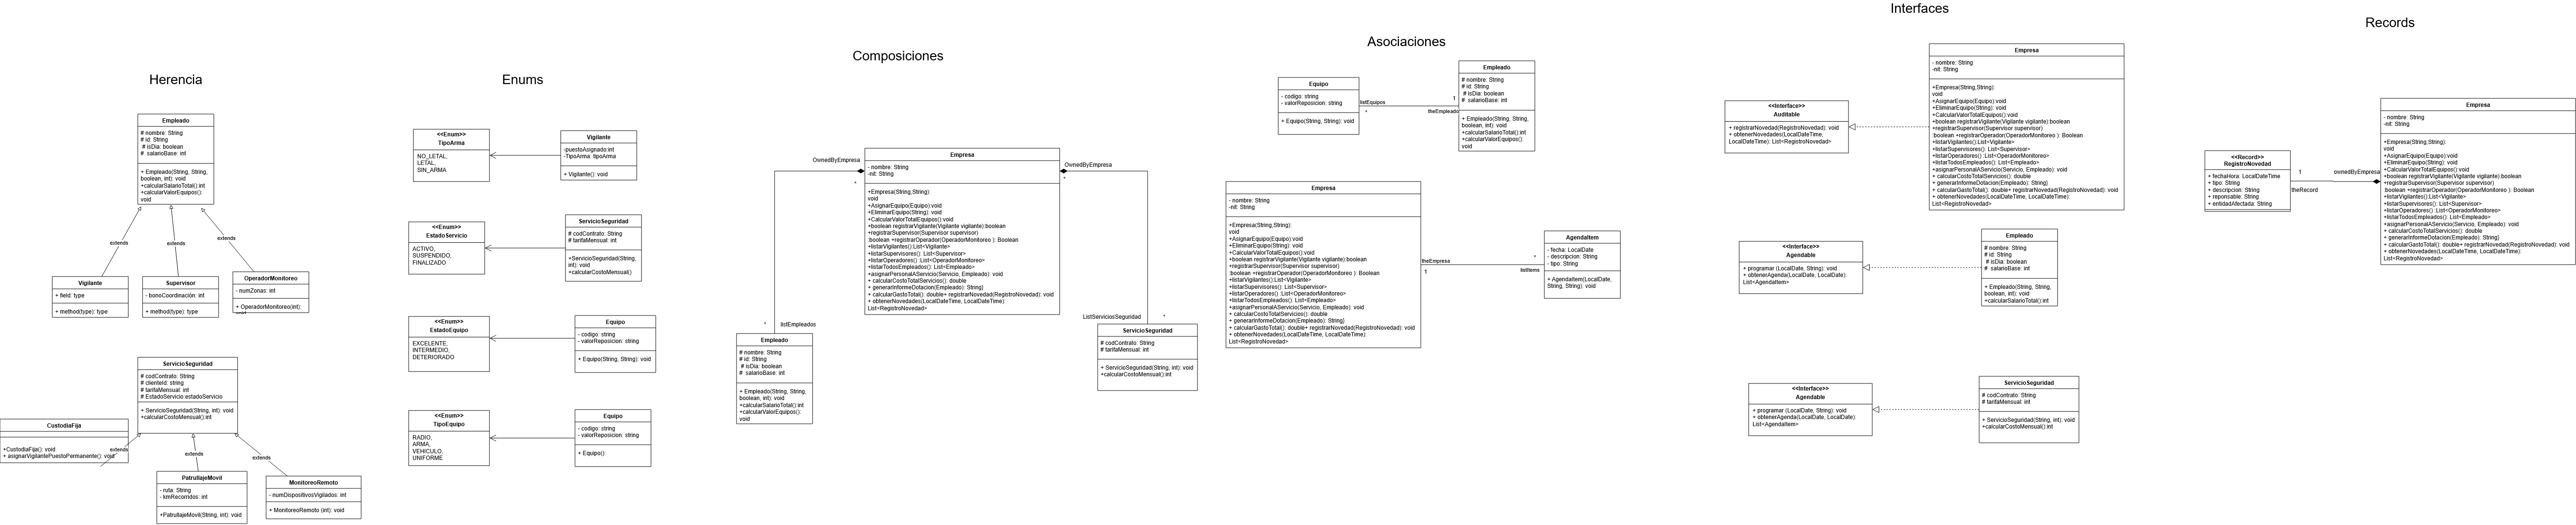 Herencia
Empleado
# nombre: String
# id: String
# isDia: boolean
# salarioBase: int
+ Empleado(String, String,
boolean, int): void
+calcularSalarioTotal():int
+calcularValorEquipos():
void
extends
extends
extends
Vigilante
+ field: type
+ method(type): type
Supervisor
- bonoCoordinación: int
+ method(type): type
OperadorMonitoreo
- numZonas: int
+ OperadorMonitoreo(int):
ServicioSeguridad
# codContrato: String
# clienteId: string
# tarifaMensual: int
# EstadoServicio:estadoServicio
+ ServicioSeguridad(String, int): void
+calcularCostoMensual():int
CustodiaFija
+CustodiaFija(): void
+ asignarVigilantePuestoPermanente(): void
extends
extends
extends
PatrullajeMovil
- ruta: String
- kmRecorridos: int
+PatrullajeMovil(String, int): void
MonitoreoRemoto
- numDispositivosVigilados: int
+ MonitoreoRemoto (int): void
Enums
<<Enum>>
TipoArma
NO_LETAL,
LETAL,
SIN_ARMA
Vigilante
-puestoAsignado:int
-TipoArma: tipoArma
+ Vigilante(): void
<<Enum>>
EstadoServicio
ACTIVO,
SUSPENDIDO,
FINALIZADO
ServicioSeguridad
# codContrato: String
# tarifaMensual: int
+ServicioSeguridad(String,
int): void
+calcularCostoMensual()
<<Enum>>
EstadoEquipo
EXCELENTE,
INTERMEDIO,
DETERIORADO
Equipo
- codigo: string
- valorReposicion: string
+ Equipo(String, String): void
<<Enum>>
TipoEquipo
RADIO,
ARMA,
VEHICULO,
UNIFORME
Equipo
- codigo: string
- valorReposicion: string
+ Equipo():
Composiciones
OvnedByEmpresa
*
Empresa
- nombre: String
-nit: String
+Empresa(String,String):
void
+AsignarEquipo(Equipo):void
+EliminarEquipo(String): void
+CalcularValorTotalEquipos():void
+boolean registrarVigilante(Vigilante vigilante):boolean
+registrarSupervisor(Supervisor supervisor)
:boolean +registrarOperador(OperadorMonitoreo ): Boolean
+listarVigilantes():List<Vigilante>
+listarSupervisores(): List<Supervisor>
+listarOperadores() :List<OperadorMonitoreo>
+listarTodosEmpleados(): List<Empleado>
+asignarPersonalAServicio(Servicio, Empleado): void
+ calcularCostoTotalServicios(): double
+ generarInformeDotacion(Empleado): String}
+ calcularGastoTotal(): double+ registrarNovedad(RegistroNovedad): void
+ obtenerNovedades(LocalDateTime, LocalDateTime):
List<RegistroNovedad>
OvnedByEmpresa
*
* listEmpleados
Empleado
# nombre: String
# id: String
# isDia: boolean
# salarioBase: int
+ Empleado(String, String,
boolean, int): void
+calcularSalarioTotal():int
+calcularValorEquipos():
void
ListServiciosSeguridad *
ServicioSeguridad
# codContrato: String
# tarifaMensual: int
+ ServicioSeguridad(String, int): void
+calcularCostoMensual():int
Asociaciones
Equipo
- codigo: string
- valorReposicion: string
+ Equipo(String, String): void
listEquipos
*
1
theEmpleado
Empleado
# nombre: String
# id: String
# isDia: boolean
# salarioBase: int
+ Empleado(String, String,
boolean, int): void
+calcularSalarioTotal():int
+calcularValorEquipos():
void
Empresa
- nombre: String
-nit: String
+Empresa(String,String):
void
+AsignarEquipo(Equipo):void
+EliminarEquipo(String): void
+CalcularValorTotalEquipos():void
+boolean registrarVigilante(Vigilante vigilante):boolean
+registrarSupervisor(Supervisor supervisor)
:boolean +registrarOperador(OperadorMonitoreo ): Boolean
+listarVigilantes():List<Vigilante>
+listarSupervisores(): List<Supervisor>
+listarOperadores() :List<OperadorMonitoreo>
+listarTodosEmpleados(): List<Empleado>
+asignarPersonalAServicio(Servicio, Empleado): void
+ calcularCostoTotalServicios(): double
+ generarInformeDotacion(Empleado): String}
+ calcularGastoTotal(): double+ registrarNovedad(RegistroNovedad): void
+ obtenerNovedades(LocalDateTime, LocalDateTime):
List<RegistroNovedad>
theEmpresa
1
*
listItems
AgendaItem
- fecha: LocalDate
- descripcion: String
- tipo: String
+ AgendaItem(LocalDate,
String, String): void
Interfaces
<<Interface>>
Auditable
+ registrarNovedad(RegistroNovedad): void
+ obtenerNovedades(LocalDateTime,
LocalDateTime): List<RegistroNovedad>
Empresa
- nombre: String
-nit: String
+Empresa(String,String):
void
+AsignarEquipo(Equipo):void
+EliminarEquipo(String): void
+CalcularValorTotalEquipos():void
+boolean registrarVigilante(Vigilante vigilante):boolean
+registrarSupervisor(Supervisor supervisor)
:boolean +registrarOperador(OperadorMonitoreo ): Boolean
+listarVigilantes():List<Vigilante>
+listarSupervisores(): List<Supervisor>
+listarOperadores() :List<OperadorMonitoreo>
+listarTodosEmpleados(): List<Empleado>
+asignarPersonalAServicio(Servicio, Empleado): void
+ calcularCostoTotalServicios(): double
+ generarInformeDotacion(Empleado): String}
+ calcularGastoTotal(): double+ registrarNovedad(RegistroNovedad): void
+ obtenerNovedades(LocalDateTime, LocalDateTime):
List<RegistroNovedad>
<<Interface>>
Agendable
+ programar (LocalDate, String): void
+ obtenerAgenda(LocalDate, LocalDate):
List<AgendaItem>
Empleado
# nombre: String
# id: String
# isDia: boolean
# salarioBase: int
+ Empleado(String, String,
boolean, int): void
+calcularSalarioTotal():int
<<Interface>>
Agendable
+ programar (LocalDate, String): void
+ obtenerAgenda(LocalDate, LocalDate):
List<AgendaItem>
ServicioSeguridad
# codContrato: String
# tarifaMensual: int
+ ServicioSeguridad(String, int): void
+calcularCostoMensual():int
Records
<<Record>>
RegistroNovedad
+ fechaHora: LocalDateTime
+ tipo: String
+ descripcion: String
+ reponsable: String
+ entidadAfectada: String
1
theRecord
ovnedByEmpresa
*
Empresa
- nombre: String
-nit: String
+Empresa(String,String):
void
+AsignarEquipo(Equipo):void
+EliminarEquipo(String): void
+CalcularValorTotalEquipos():void
+boolean registrarVigilante(Vigilante vigilante):boolean
+registrarSupervisor(Supervisor supervisor)
:boolean +registrarOperador(OperadorMonitoreo ): Boolean
+listarVigilantes():List<Vigilante>
+listarSupervisores(): List<Supervisor>
+listarOperadores() :List<OperadorMonitoreo>
+listarTodosEmpleados(): List<Empleado>
+asignarPersonalAServicio(Servicio, Empleado): void
+ calcularCostoTotalServicios(): double
+ generarInformeDotacion(Empleado): String}
+ calcularGastoTotal(): double+ registrarNovedad(RegistroNovedad): void
+ obtenerNovedades(LocalDateTime, LocalDateTime):
List<RegistroNovedad>